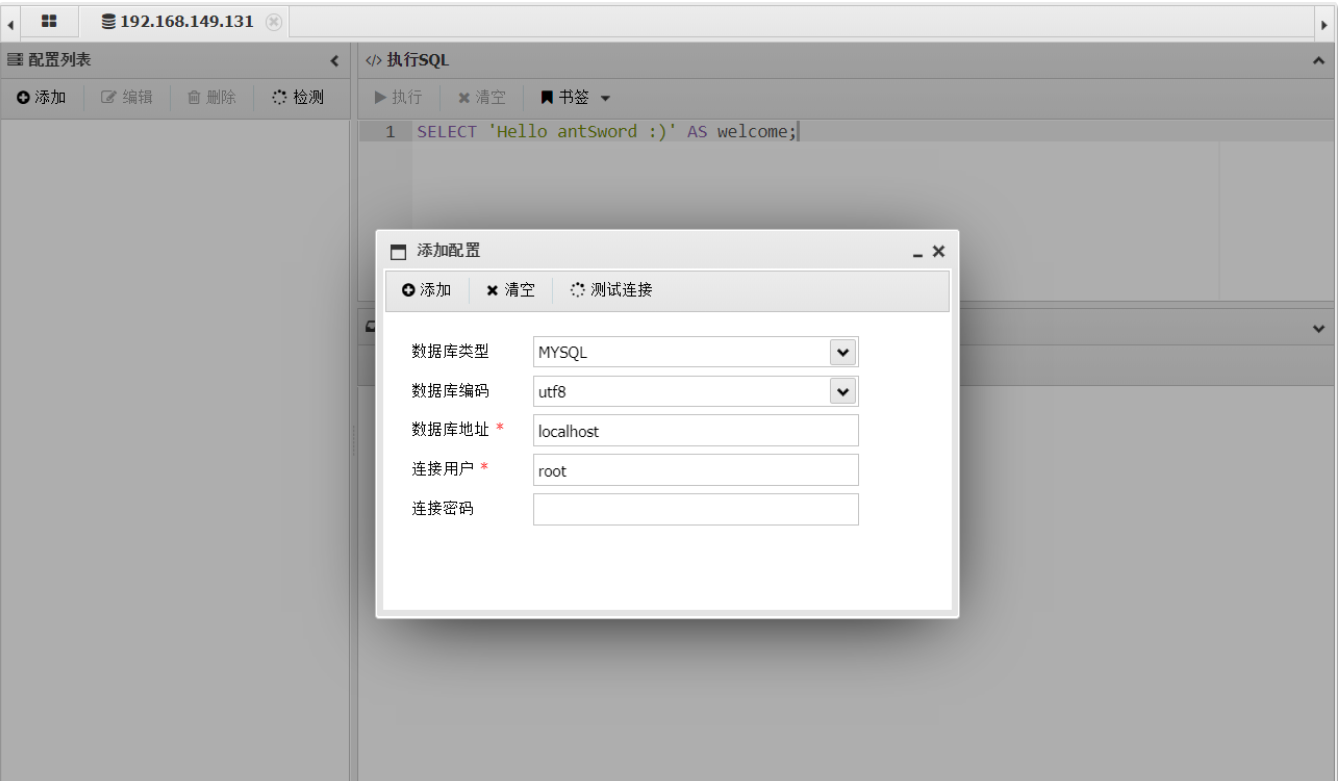 192.168.149.131
配置列表
添加 编辑 删除 检测
</> 执行SQL
执行 清空 书签
1 SELECT 'Hello antSword :)' AS welcome;
添加配置
添加 清空 测试连接
数据库类型 MYSQL
数据库编码 utf8
数据库地址 * localhost
连接用户 * root
连接密码